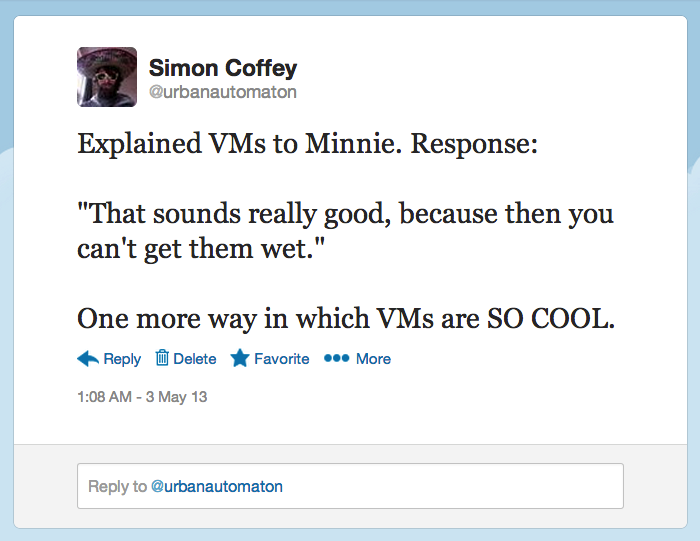 Simon Coffey
@urbanautomaton
Explained VMs to Minnie. Response:
"That sounds really good, because then you
can't get them wet."
One more way in which VMs are SO COOL.
Reply Delete Favorite More
1:08 AM - 3 May 13
Reply to @urbanautomaton